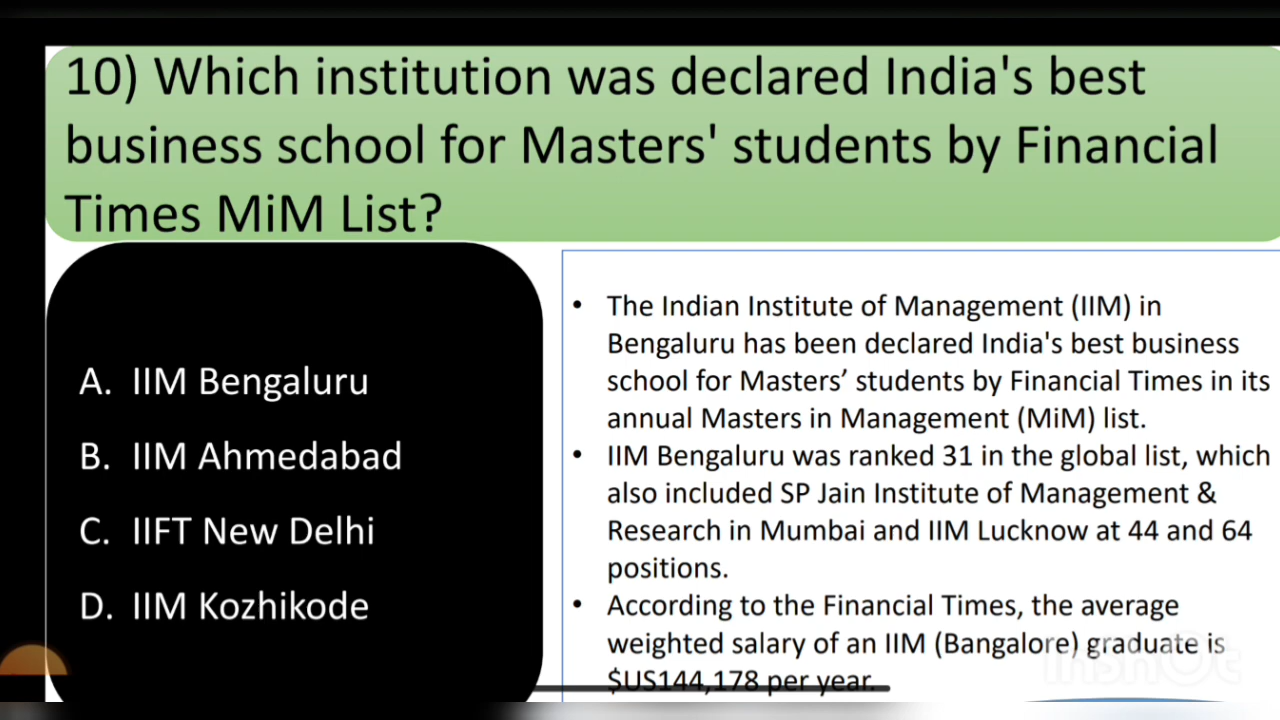 10) Which institution was declared India's best
business school for Masters' students by Financial
Times MiM List?
A. IIM Bengaluru
B. IIM Ahmedabad
C. IIFT New Delhi
D. IIM Kozhikode
• The Indian Institute of Management (IIM) in
Bengaluru has been declared India's best business
school for Masters’ students by Financial Times in its
annual Masters in Management (MiM) list.
• IIM Bengaluru was ranked 31 in the global list, which
also included SP Jain Institute of Management &
Research in Mumbai and IIM Lucknow at 44 and 64
positions.
• According to the Financial Times, the average
weighted salary of an IIM (Bangalore) graduate is
$US144,178 per year.
InShOt